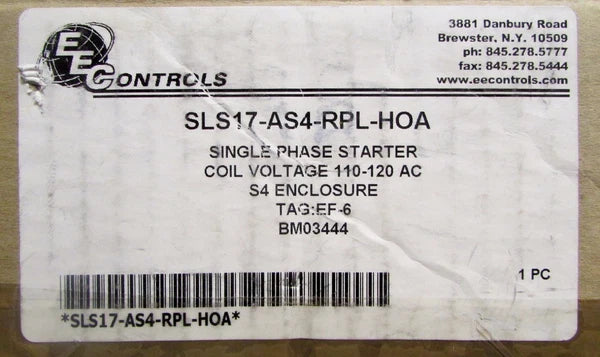 EECONTROLS
3881 Danbury Road
Brewster, N.Y. 10509
ph: 845.278.5777
fax: 845.278.5444
www.eecontrols.com
SLS17-AS4-RPL-HOA
SINGLE PHASE STARTER
COIL VOLTAGE 110-120 AC
S4 ENCLOSURE
TAG:EF-6
BM03444
1 PC
*SLS17-AS4-RPL-HOA*